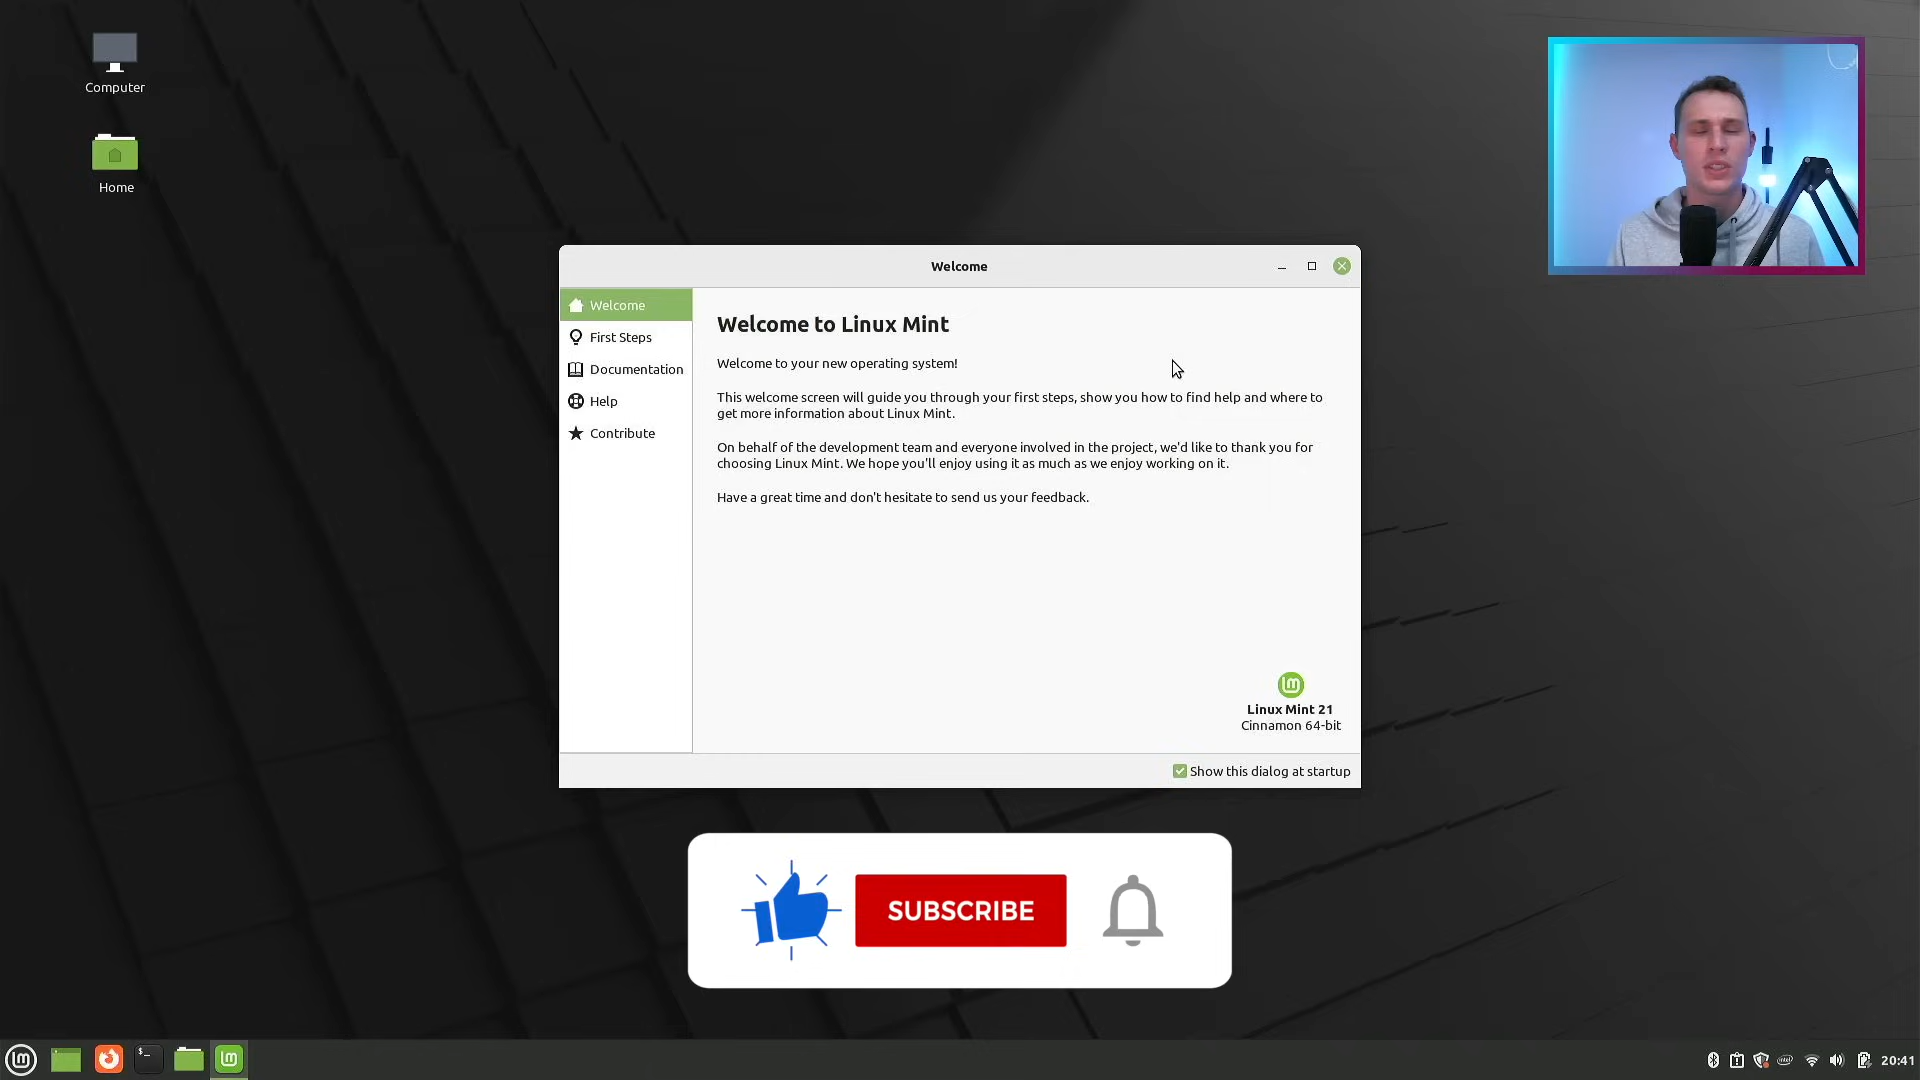 Computer
Home
Welcome
Welcome
First Steps
Documentation
Help
Contribute
Welcome to Linux Mint
Welcome to your new operating system!
This welcome screen will guide you through your first steps, show you how to find help and where to
get more information about Linux Mint.
On behalf of the development team and everyone involved in the project, we'd like to thank you for
choosing Linux Mint. We hope you'll enjoy using it as much as we enjoy working on it.
Have a great time and don't hesitate to send us your feedback.
Linux Mint 21
Cinnamon 64-bit
Show this dialog at startup
SUBSCRIBE
$_
20:41